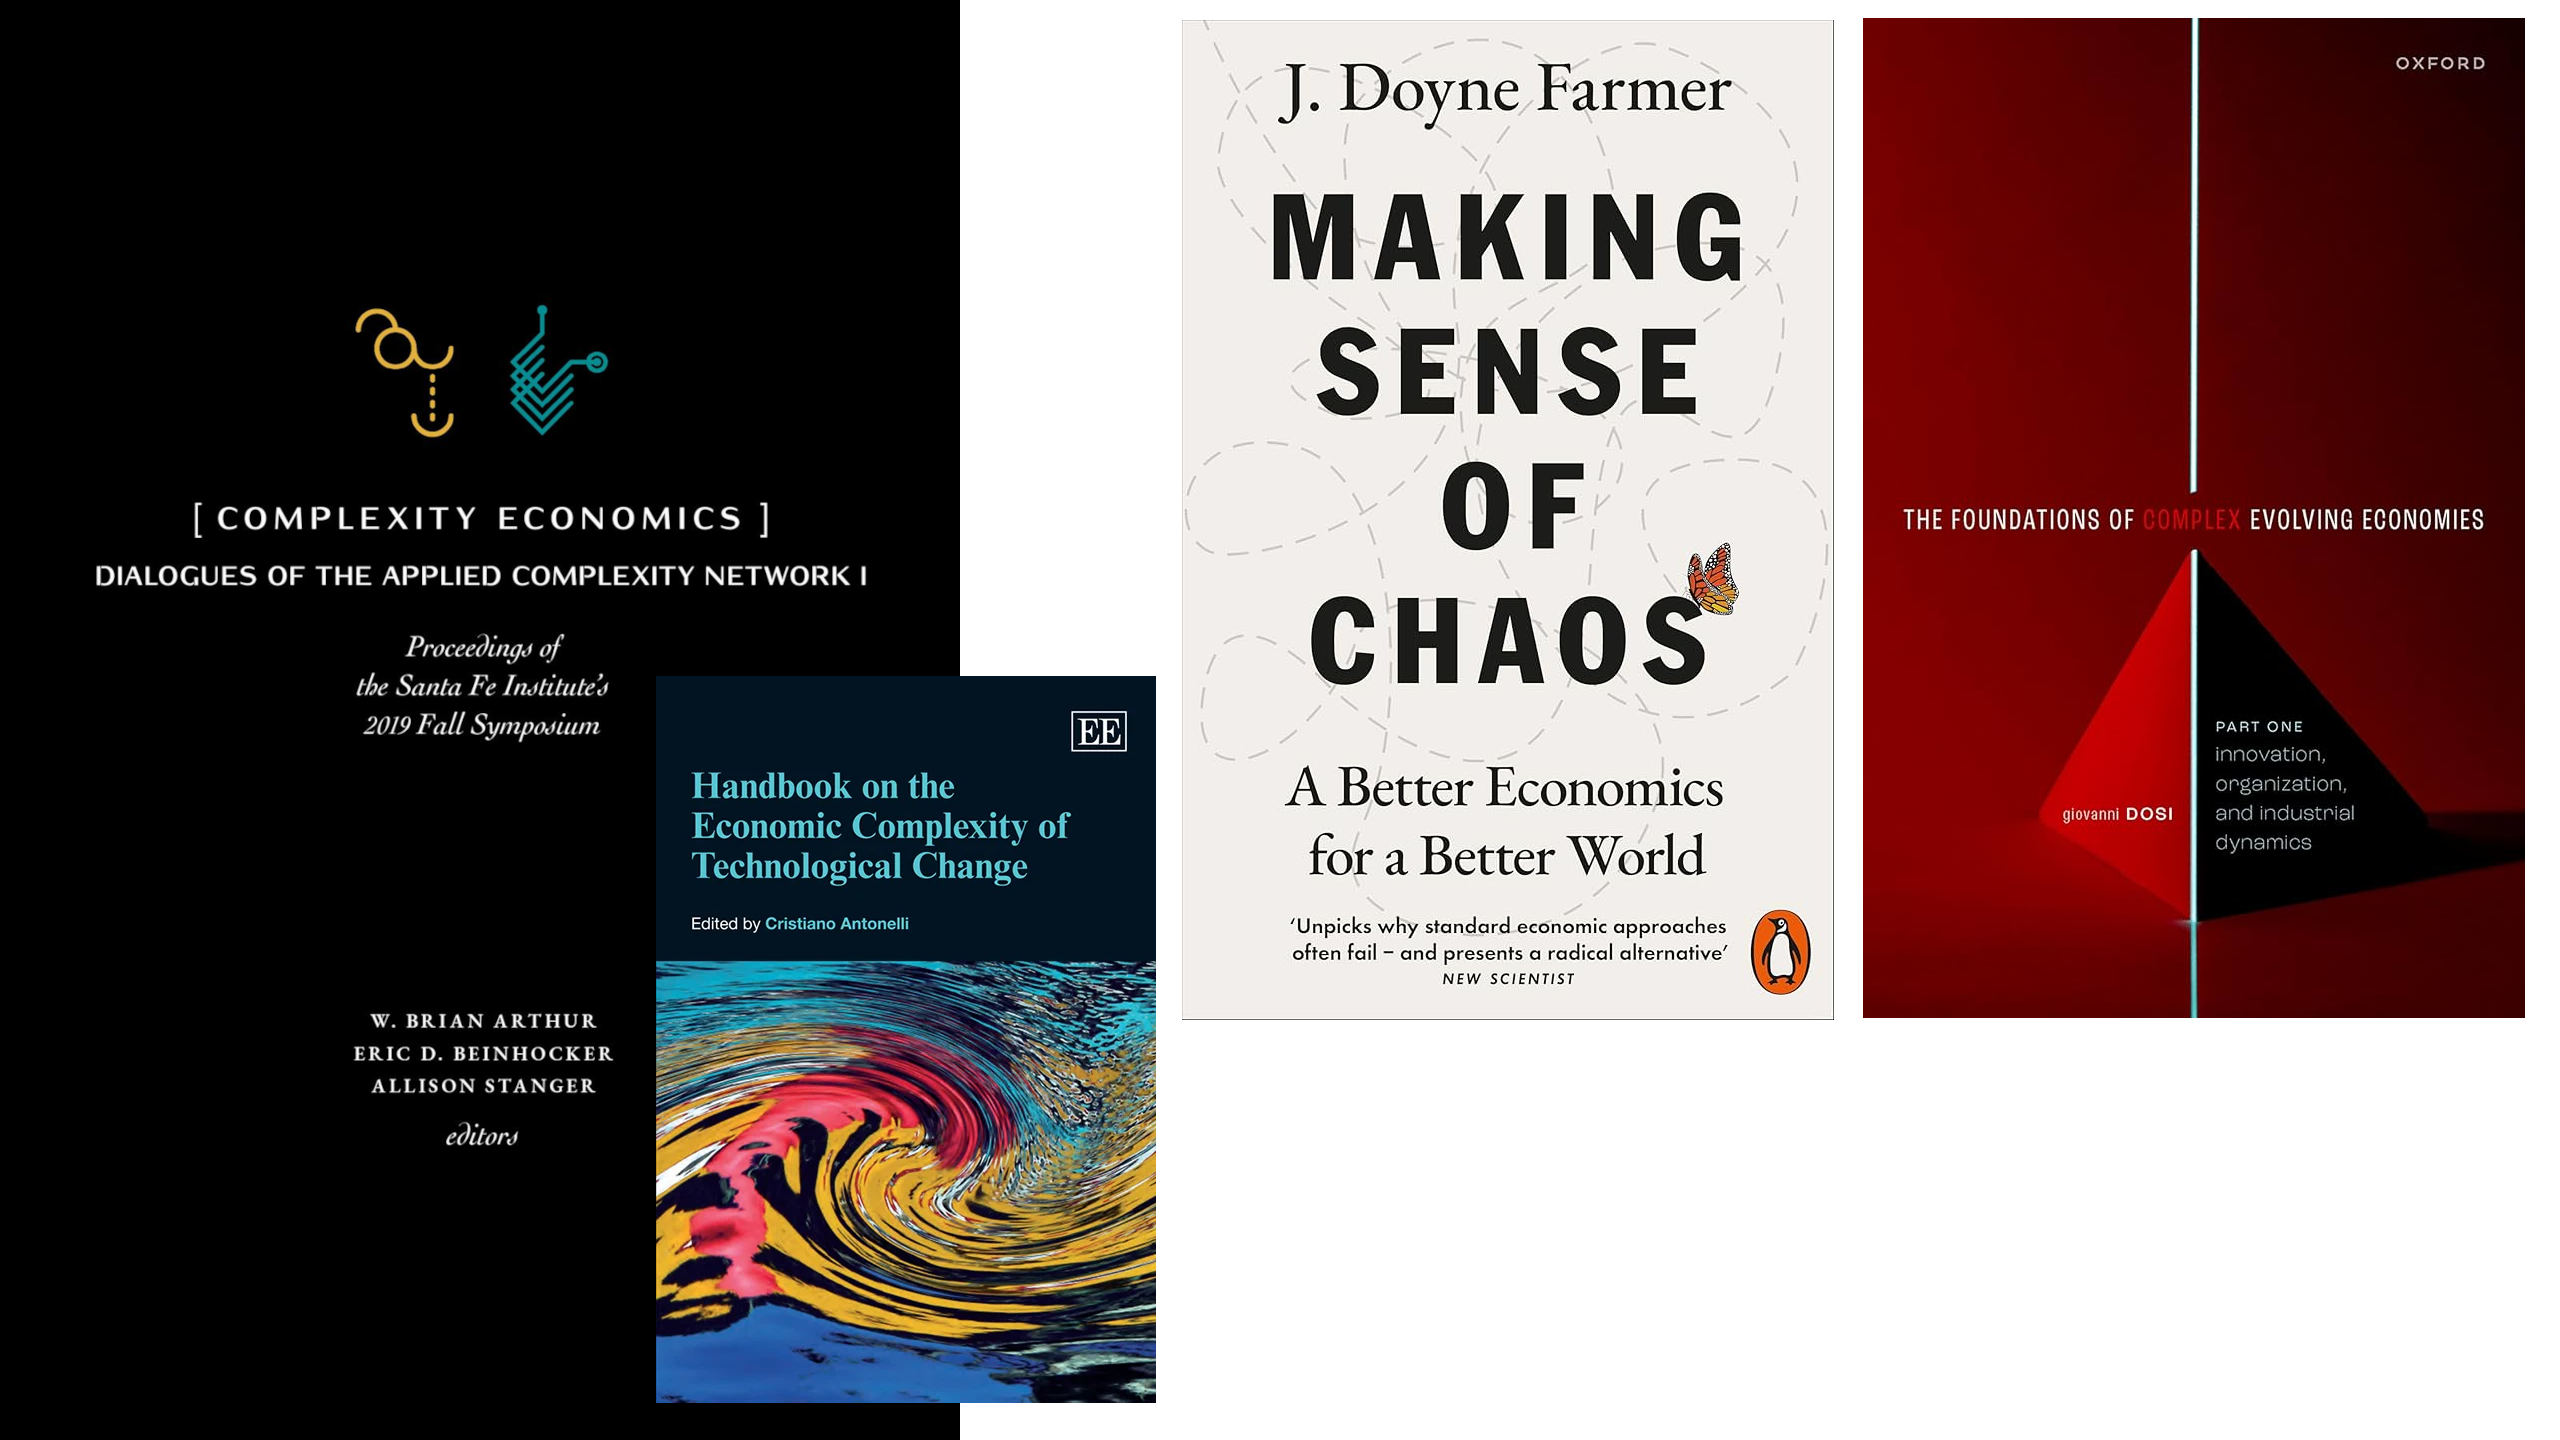 [ COMPLEXITY ECONOMICS ]
DIALOGUES OF THE APPLIED COMPLEXITY NETWORK I
Proceedings of
the Santa Fe Institute's
2019 Fall Symposium
W. BRIAN ARTHUR
ERIC D. BEINHOCKER
ALLISON STANGER
editors
EE
Handbook on the
Economic Complexity of
Technological Change
Edited by Cristiano Antonelli
J. Doyne Farmer
MAKING
SENSE
OF
CHAOS
A Better Economics
for a Better World
‘Unpicks why standard economic approaches
often fail – and presents a radical alternative’
NEW SCIENTIST
OXFORD
THE FOUNDATIONS OF COMPLEX EVOLVING ECONOMIES
PART ONE
innovation,
organization,
and industrial
dynamics
giovanni DOSI